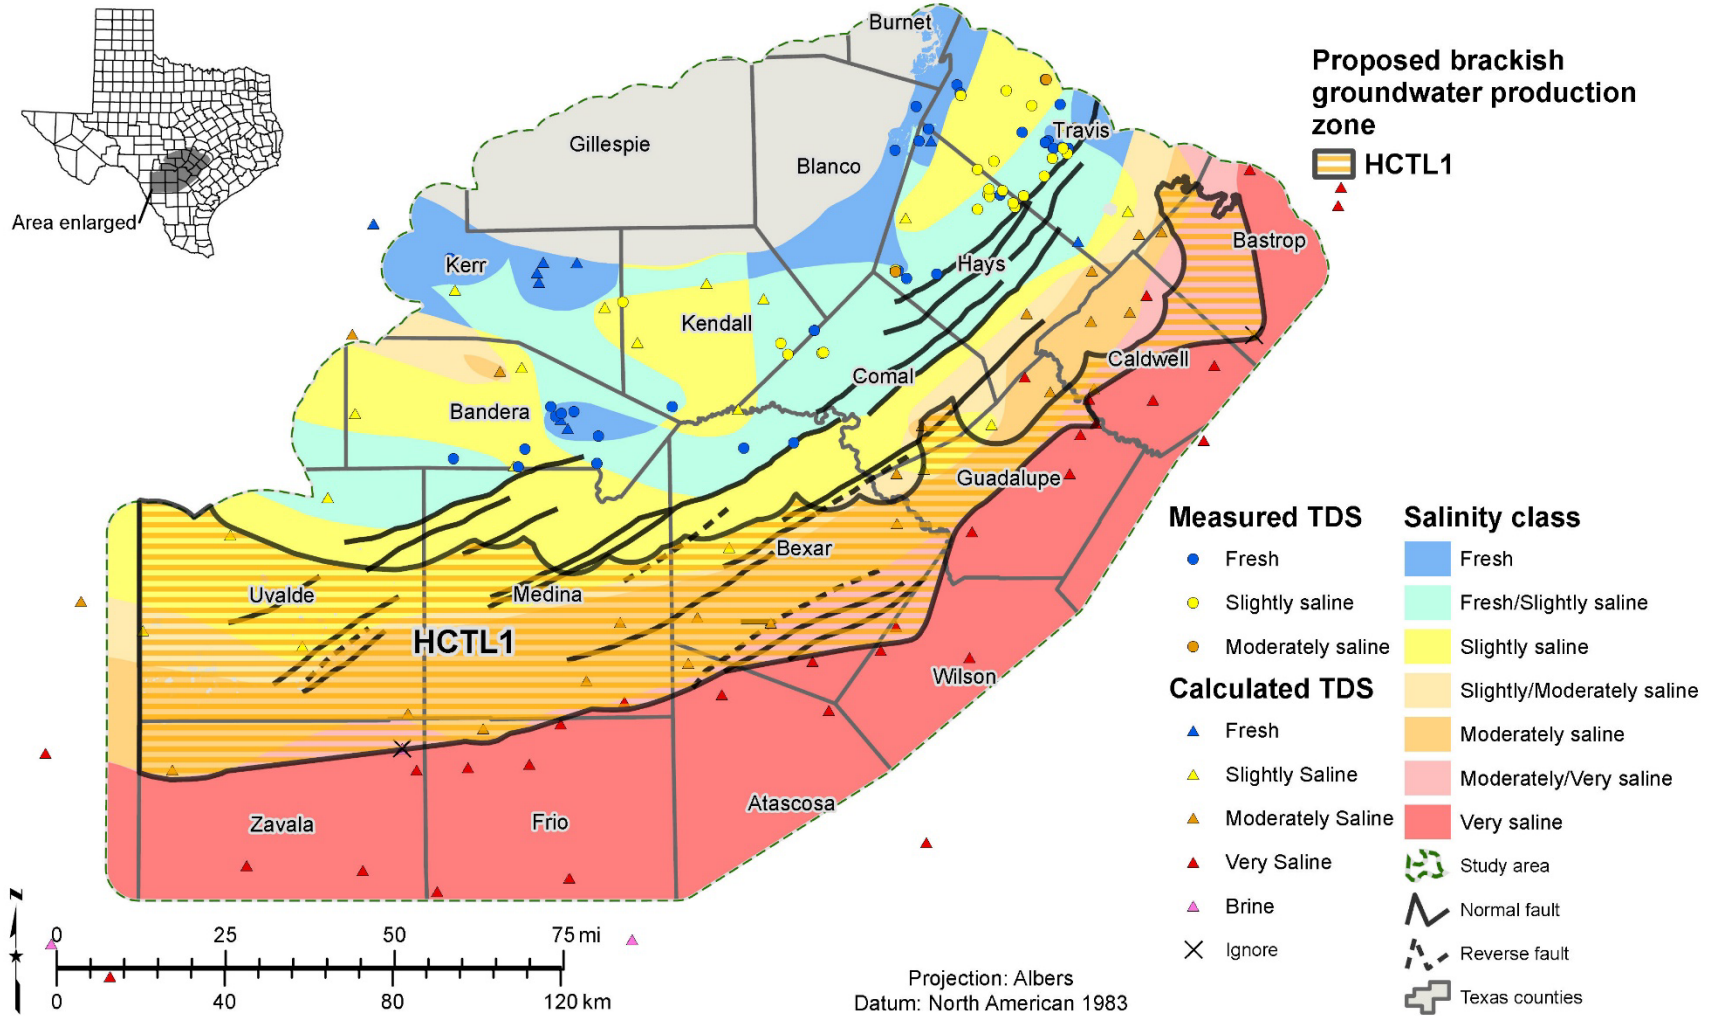 Area enlarged
Burnet
Gillespie
Blanco
Travis
Bastrop
Kerr
Hays
Kendall
Comal
Caldwell
Bandera
Guadalupe
Bexar
Uvalde
Medina
HCTL1
Wilson
Zavala
Frio
Atascosa
Proposed brackish
groundwater production
zone
HCTL1
Measured TDS
Fresh
Slightly saline
Moderately saline
Calculated TDS
Fresh
Slightly Saline
Moderately Saline
Very Saline
Brine
Ignore
Salinity class
Fresh
Fresh/Slightly saline
Slightly saline
Slightly/Moderately saline
Moderately saline
Moderately/Very saline
Very saline
Study area
Normal fault
Reverse fault
Texas counties
N
0 25 50 75 mi
0 40 80 120 km
Projection: Albers
Datum: North American 1983